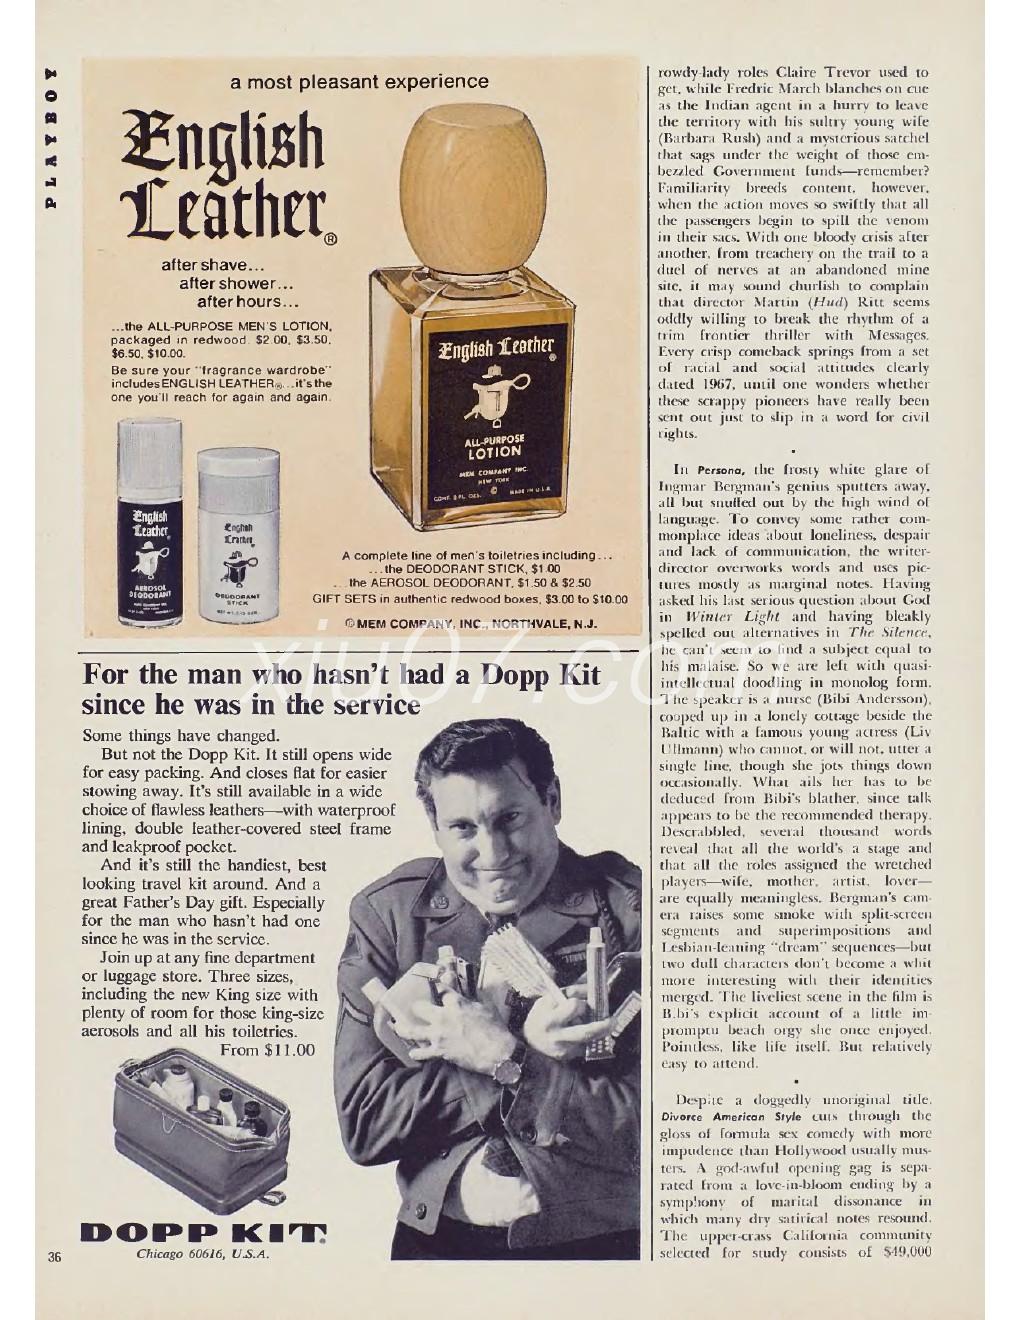 PLAYBOY
a most pleasant experience
English
Leather®
after shave...
after shower...
after hours...
...the ALL-PURPOSE MEN'S LOTION,
packaged in redwood. $2.00, $3.50,
$6.50, $10.00.
Be sure your "fragrance wardrobe"
includes ENGLISH LEATHER®...it's the
one you'll reach for again and again.
English Leather®
ALL-PURPOSE
LOTION
MEM COMPANY INC.
NEW YORK
CONT. 8 FL. OZS. © MADE IN U.S.A.
English
Leather®
AEROSOL
DEODORANT
English
Leather®
DEODORANT
STICK
A complete line of men's toiletries including...
...the DEODORANT STICK, $1.00
...the AEROSOL DEODORANT, $1.50 & $2.50
GIFT SETS in authentic redwood boxes, $3.00 to $10.00
© MEM COMPANY, INC., NORTHVALE, N.J.
xiu07.com
For the man who hasn't had a Dopp Kit
since he was in the service
Some things have changed.
But not the Dopp Kit. It still opens wide
for easy packing. And closes flat for easier
stowing away. It's still available in a wide
choice of flawless leathers—with waterproof
lining, double leather-covered steel frame
and leakproof pocket.
And it's still the handiest, best
looking travel kit around. And a
great Father's Day gift. Especially
for the man who hasn't had one
since he was in the service.
Join up at any fine department
or luggage store. Three sizes,
including the new King size with
plenty of room for those king-size
aerosols and all his toiletries.
From $11.00
DOPP KIT®
Chicago 60616, U.S.A.
36
rowdy-lady roles Claire Trevor used to
get, while Fredric March blanches on cue
as the Indian agent in a hurry to leave
the territory with his sultry young wife
(Barbara Rush) and a mysterious satchel
that sags under the weight of those em-
bezzled Government funds—remember?
Familiarity breeds content, however,
when the action moves so swiftly that all
the passengers begin to spill the venom
in their sacs. With one bloody crisis after
another, from treachery on the trail to a
duel of nerves at an abandoned mine
site, it may sound churlish to complain
that director Martin (Hud) Ritt seems
oddly willing to break the rhythm of a
trim frontier thriller with Messages.
Every crisp comeback springs from a set
of racial and social attitudes clearly
dated 1967, until one wonders whether
these scrappy pioneers have really been
sent out just to slip in a word for civil
rights.
•
In Persona, the frosty white glare of
Ingmar Bergman's genius sputters away,
all but snuffed out by the high wind of
language. To convey some rather com-
monplace ideas about loneliness, despair
and lack of communication, the writer-
director overworks words and uses pic-
tures mostly as marginal notes. Having
asked his last serious question about God
in Winter Light and having bleakly
spelled out alternatives in The Silence,
he can't seem to find a subject equal to
his malaise. So we are left with quasi-
intellectual doodling in monolog form.
The speaker is a nurse (Bibi Andersson),
cooped up in a lonely cottage beside the
Baltic with a famous young actress (Liv
Ullmann) who cannot, or will not, utter a
single line, though she jots things down
occasionally. What ails her has to be
deduced from Bibi's blather, since talk
appears to be the recommended therapy.
Descrabbled, several thousand words
reveal that all the world's a stage and
that all the roles assigned the wretched
players—wife, mother, artist, lover—
are equally meaningless. Bergman's cam-
era raises some smoke with split-screen
segments and superimpositions and
Lesbian-leaning "dream" sequences—but
two dull characters don't become a whit
more interesting with their identities
merged. The liveliest scene in the film is
Bibi's explicit account of a little im-
promptu beach orgy she once enjoyed.
Pointless, like life itself. But relatively
easy to attend.
•
Despite a doggedly unoriginal title,
Divorce American Style cuts through the
gloss of formula sex comedy with more
impudence than Hollywood usually mus-
ters. A god-awful opening gag is sepa-
rated from a love-in-bloom ending by a
symphony of marital dissonance in
which many dry satirical notes resound.
The upper-crass California community
selected for study consists of $49,000